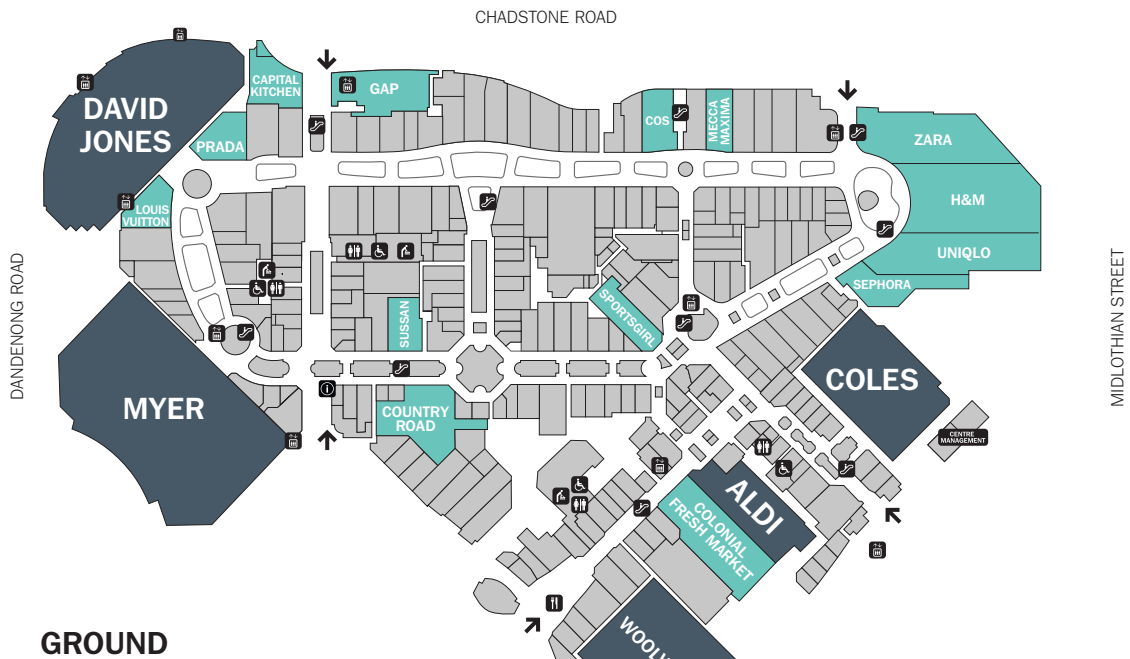 CHADSTONE ROAD
DAVID
JONES
CAPITAL
KITCHEN
GAP
PRADA
COS
MECCA
MAXIMA
ZARA
H&M
UNIQLO
SEPHORA
LOUIS
VUITTON
DANDENONG ROAD
MIDLOTHIAN STREET
SUSSAN
SPORTSGIRL
MYER
COUNTRY
ROAD
COLES
CENTRE
MANAGEMENT
ALDI
COLONIAL
FRESH MARKET
GROUND